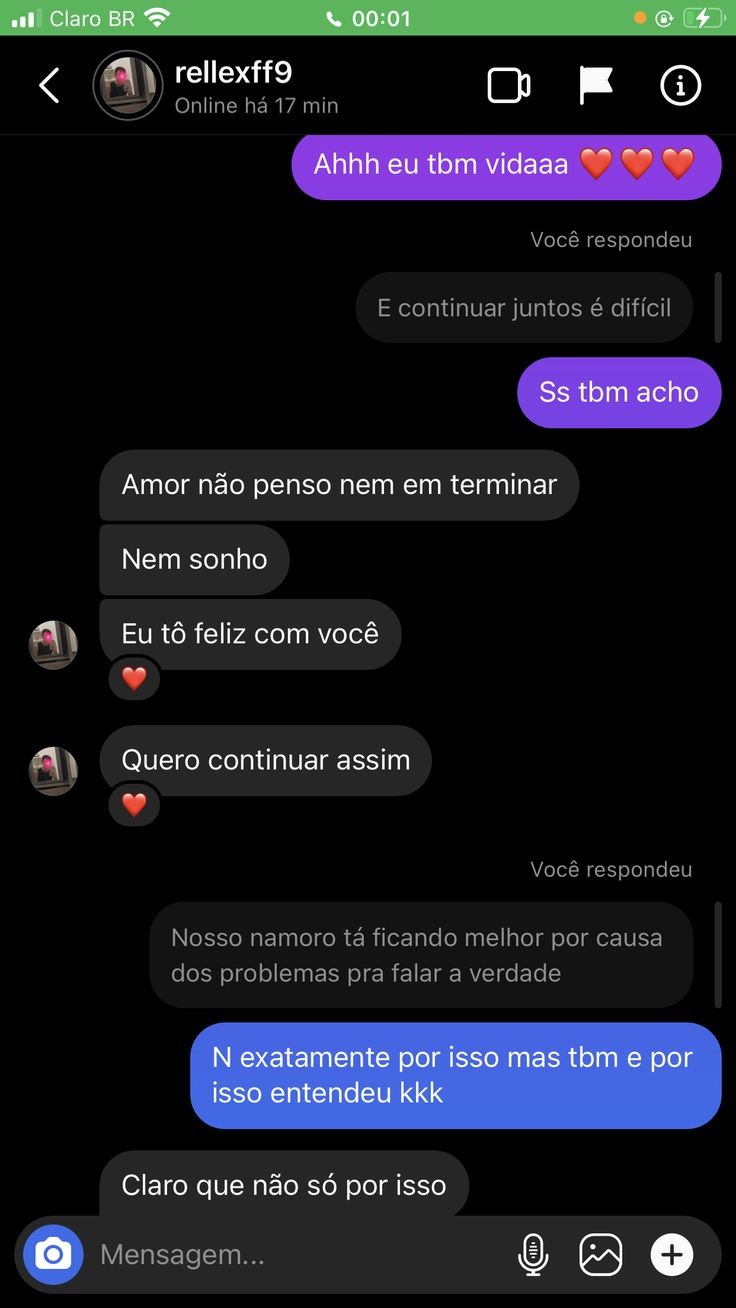 Claro BR 00:01
rellexff9
Online há 17 min
Ahhh eu tbm vidaaa ❤️❤️❤️
Você respondeu
E continuar juntos é difícil
Ss tbm acho
Amor não penso nem em terminar
Nem sonho
Eu tô feliz com você
❤️
Quero continuar assim
❤️
Você respondeu
Nosso namoro tá ficando melhor por causa
dos problemas pra falar a verdade
N exatamente por isso mas tbm e por
isso entendeu kkk
Claro que não só por isso
Mensagem...